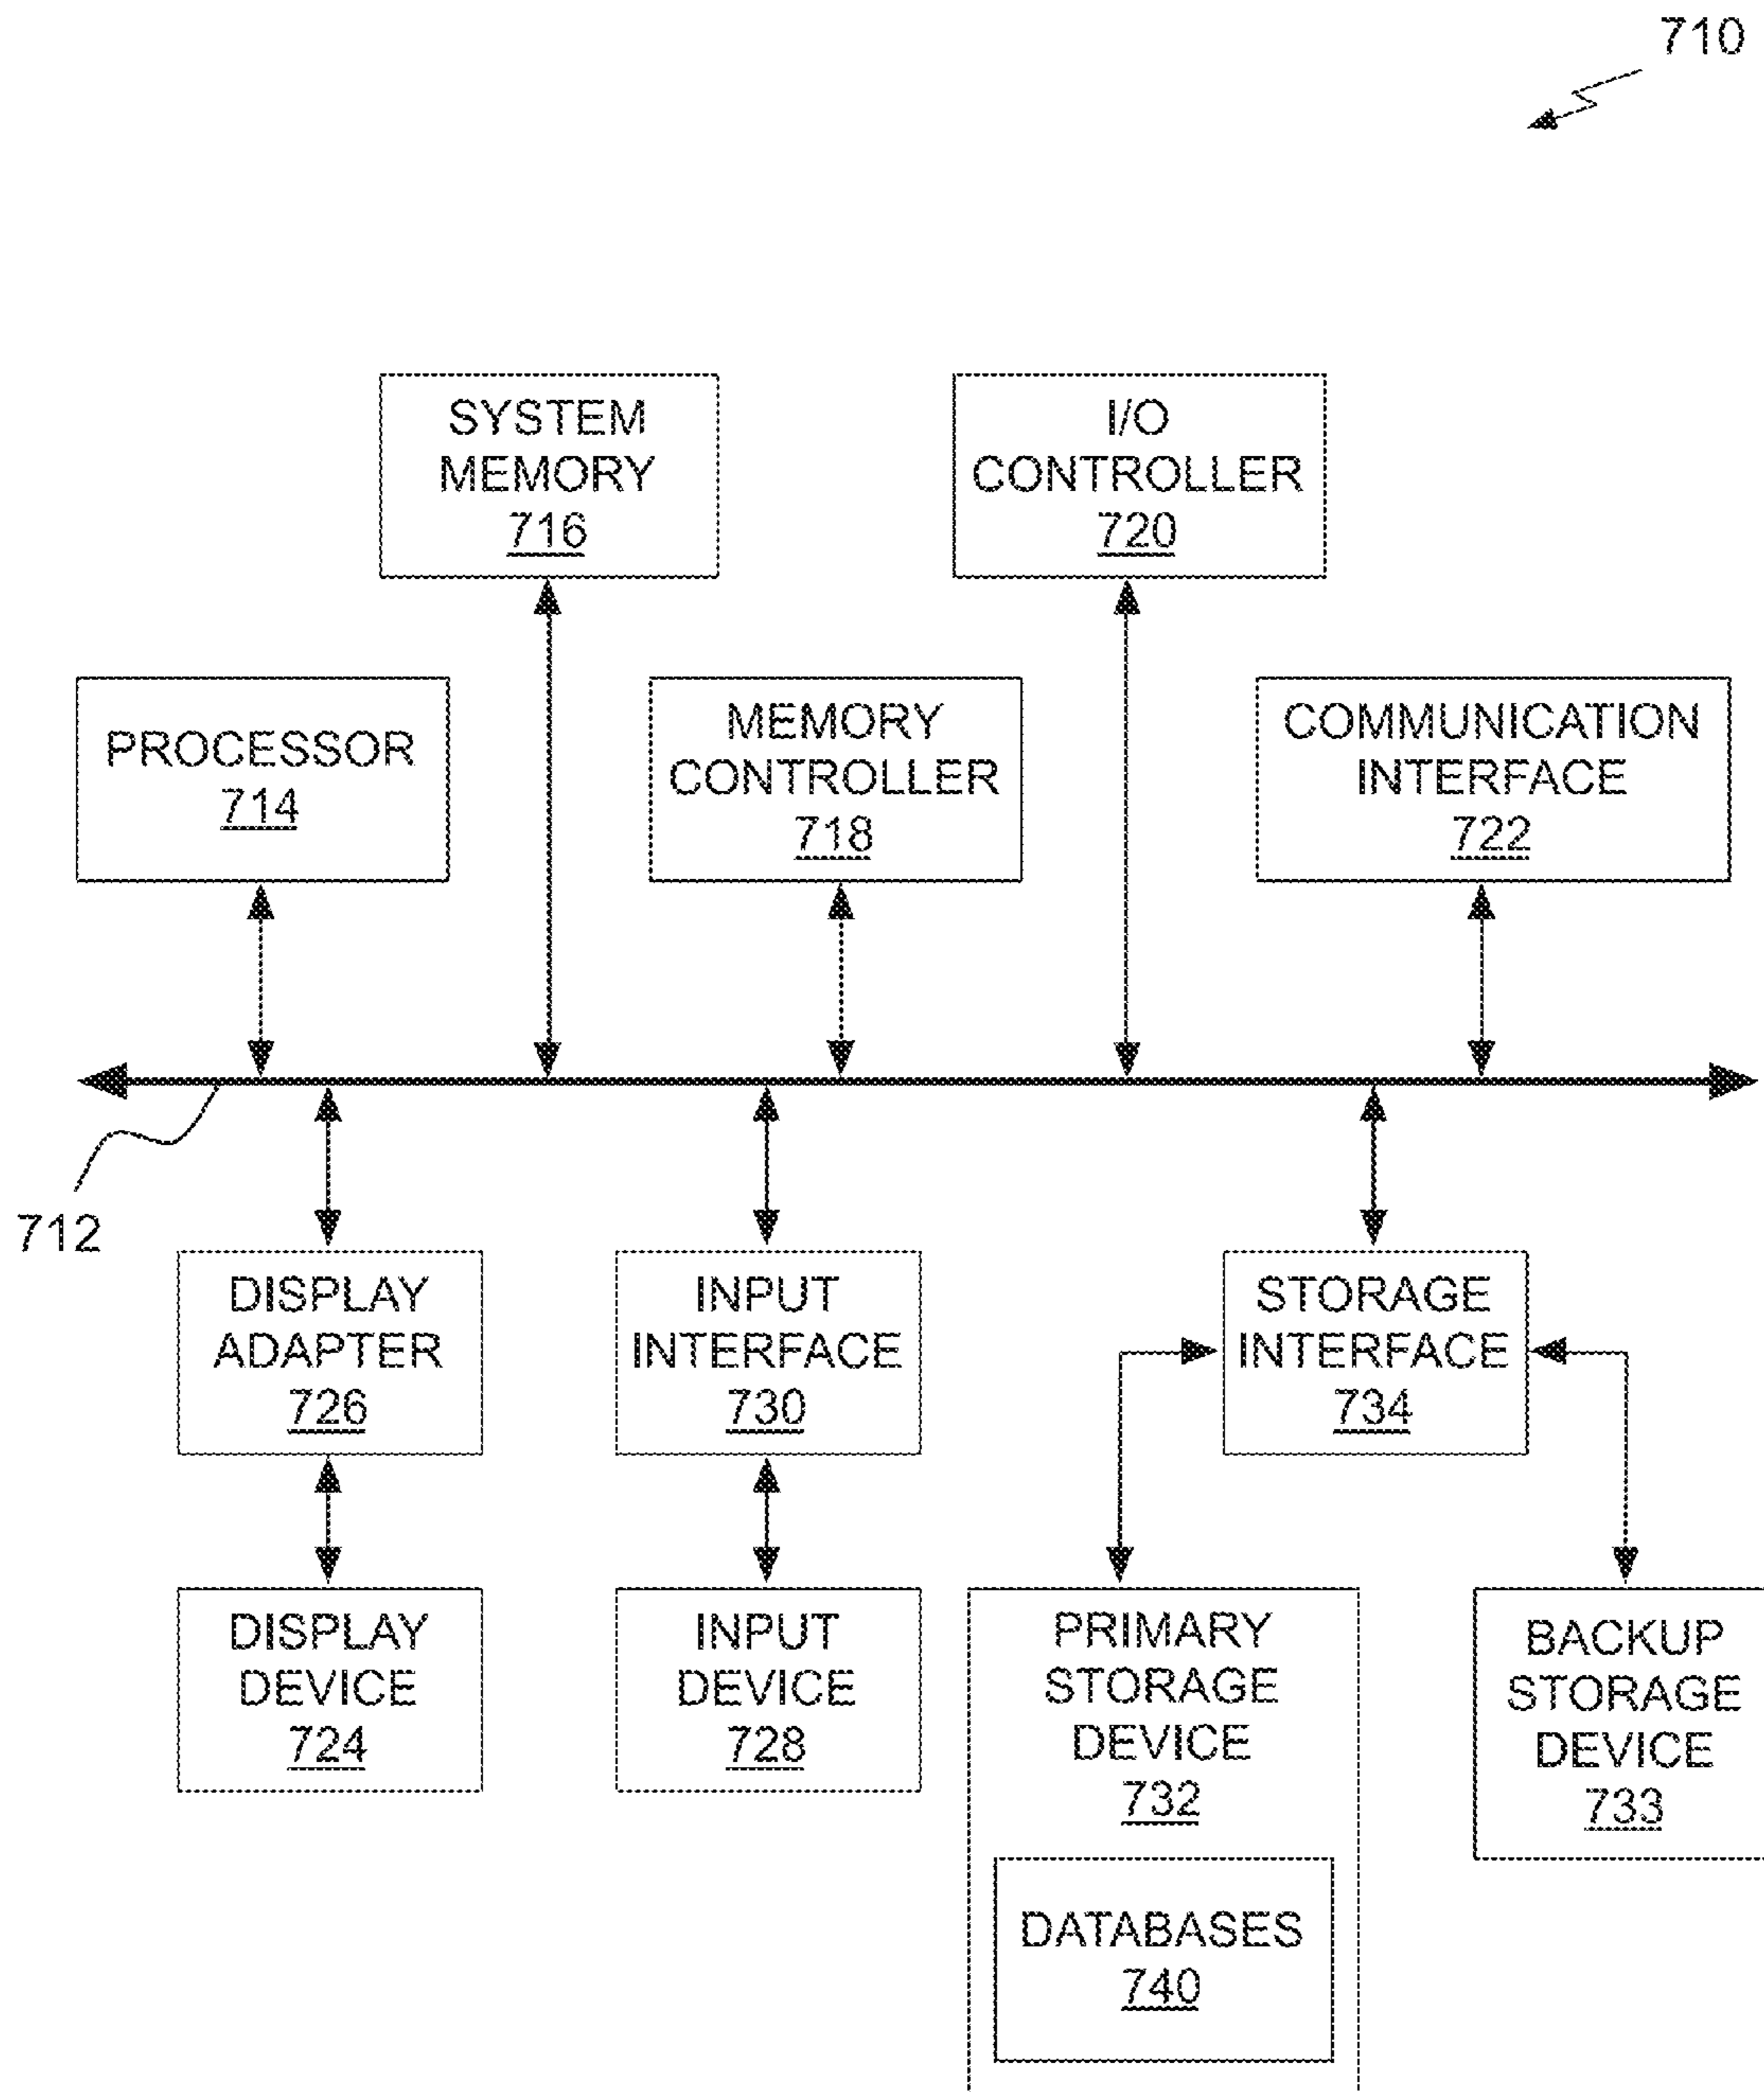 710
SYSTEM
MEMORY
716
I/O
CONTROLLER
720
PROCESSOR
714
MEMORY
CONTROLLER
718
COMMUNICATION
INTERFACE
722
712
DISPLAY
ADAPTER
726
INPUT
INTERFACE
730
STORAGE
INTERFACE
734
DISPLAY
DEVICE
724
INPUT
DEVICE
728
PRIMARY
STORAGE
DEVICE
732
DATABASES
740
BACKUP
STORAGE
DEVICE
733